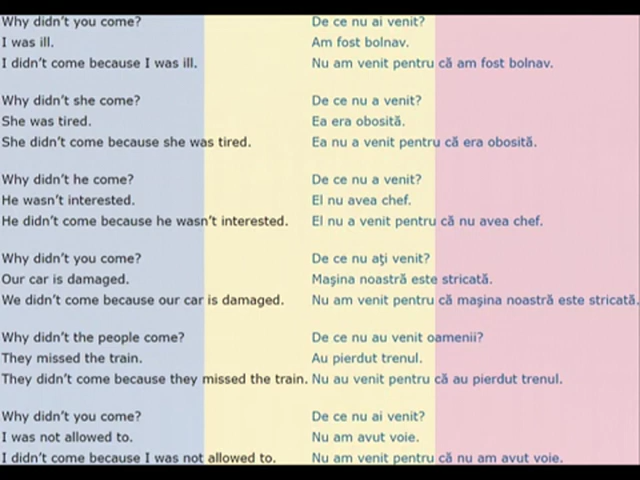 Why didn't you come? De ce nu ai venit?
I was ill. Am fost bolnav.
I didn't come because I was ill. Nu am venit pentru că am fost bolnav.
Why didn't she come? De ce nu a venit?
She was tired. Ea era obosită.
She didn't come because she was tired. Ea nu a venit pentru că era obosită.
Why didn't he come? De ce nu a venit?
He wasn't interested. El nu avea chef.
He didn't come because he wasn't interested. El nu a venit pentru că nu avea chef.
Why didn't you come? De ce nu aţi venit?
Our car is damaged. Maşina noastră este stricată.
We didn't come because our car is damaged. Nu am venit pentru că maşina noastră este stricată.
Why didn't the people come? De ce nu au venit oamenii?
They missed the train. Au pierdut trenul.
They didn't come because they missed the train. Nu au venit pentru că au pierdut trenul.
Why didn't you come? De ce nu ai venit?
I was not allowed to. Nu am avut voie.
I didn't come because I was not allowed to. Nu am venit pentru că nu am avut voie.